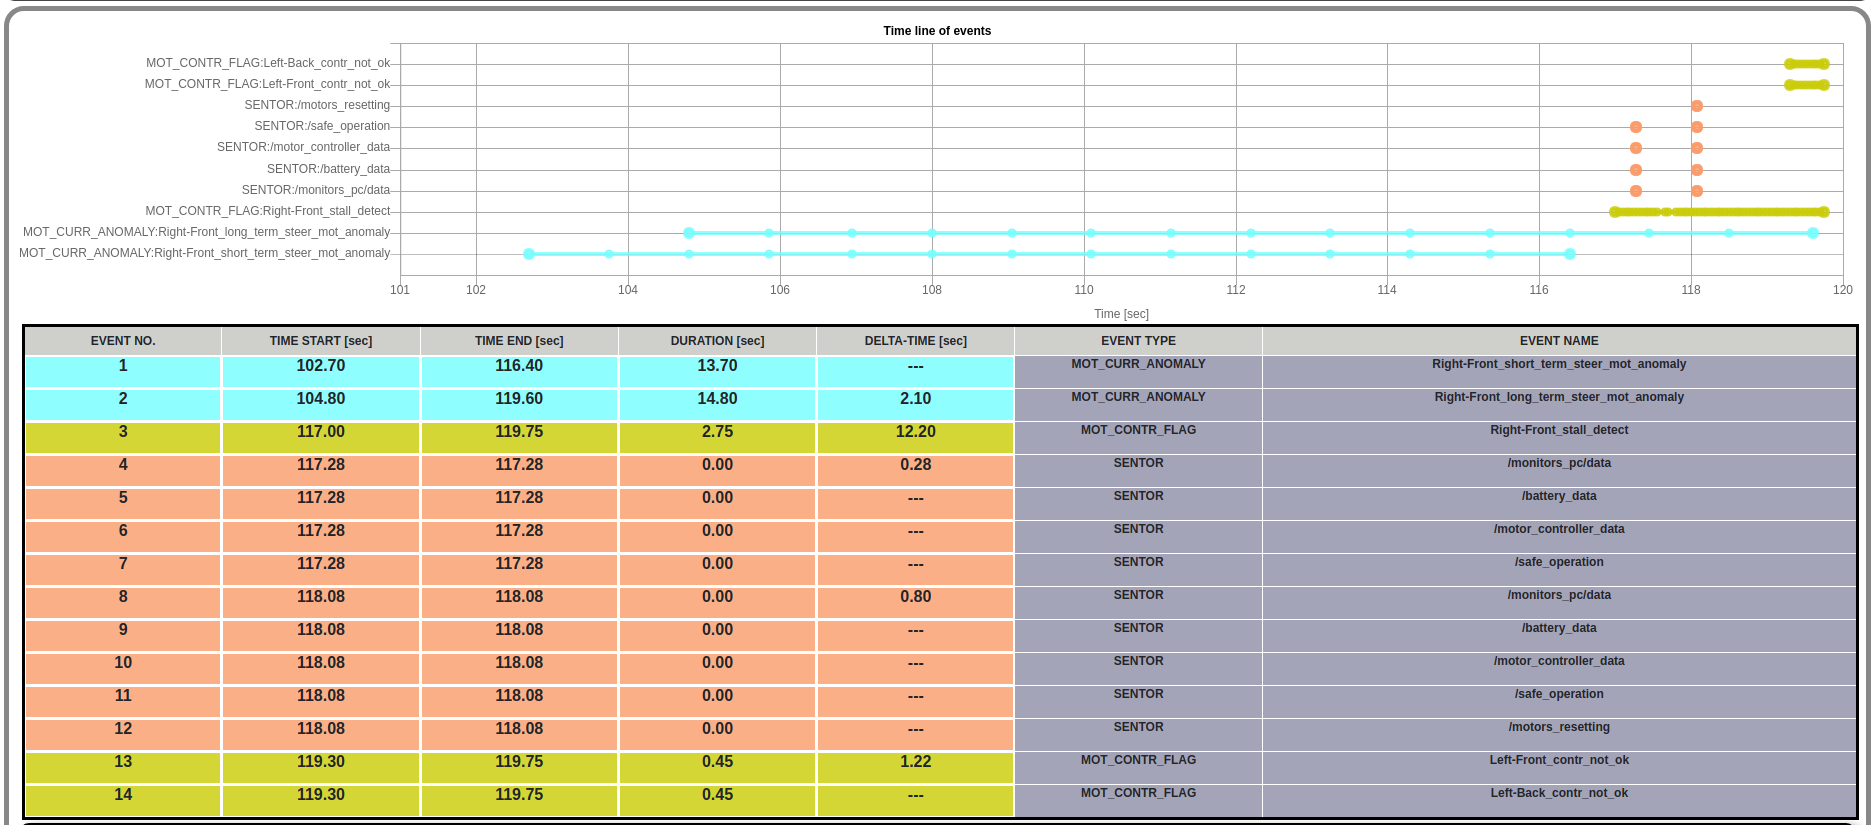 Time line of events
MOT_CONTR_FLAG:Left-Back_contr_not_ok
MOT_CONTR_FLAG:Left-Front_contr_not_ok
SENTOR:/motors_resetting
SENTOR:/safe_operation
SENTOR:/motor_controller_data
SENTOR:/battery_data
SENTOR:/monitors_pc/data
MOT_CONTR_FLAG:Right-Front_stall_detect
MOT_CURR_ANOMALY:Right-Front_long_term_steer_mot_anomaly
MOT_CURR_ANOMALY:Right-Front_short_term_steer_mot_anomaly
101 102 104 106 108 110 112 114 116 118 120
Time [sec]
EVENT NO. TIME START [sec] TIME END [sec] DURATION [sec] DELTA-TIME [sec] EVENT TYPE EVENT NAME
1 102.70 116.40 13.70 --- MOT_CURR_ANOMALY Right-Front_short_term_steer_mot_anomaly
2 104.80 119.60 14.80 2.10 MOT_CURR_ANOMALY Right-Front_long_term_steer_mot_anomaly
3 117.00 119.75 2.75 12.20 MOT_CONTR_FLAG Right-Front_stall_detect
4 117.28 117.28 0.00 0.28 SENTOR /monitors_pc/data
5 117.28 117.28 0.00 --- SENTOR /battery_data
6 117.28 117.28 0.00 --- SENTOR /motor_controller_data
7 117.28 117.28 0.00 --- SENTOR /safe_operation
8 118.08 118.08 0.00 0.80 SENTOR /monitors_pc/data
9 118.08 118.08 0.00 --- SENTOR /battery_data
10 118.08 118.08 0.00 --- SENTOR /motor_controller_data
11 118.08 118.08 0.00 --- SENTOR /safe_operation
12 118.08 118.08 0.00 --- SENTOR /motors_resetting
13 119.30 119.75 0.45 1.22 MOT_CONTR_FLAG Left-Front_contr_not_ok
14 119.30 119.75 0.45 --- MOT_CONTR_FLAG Left-Back_contr_not_ok